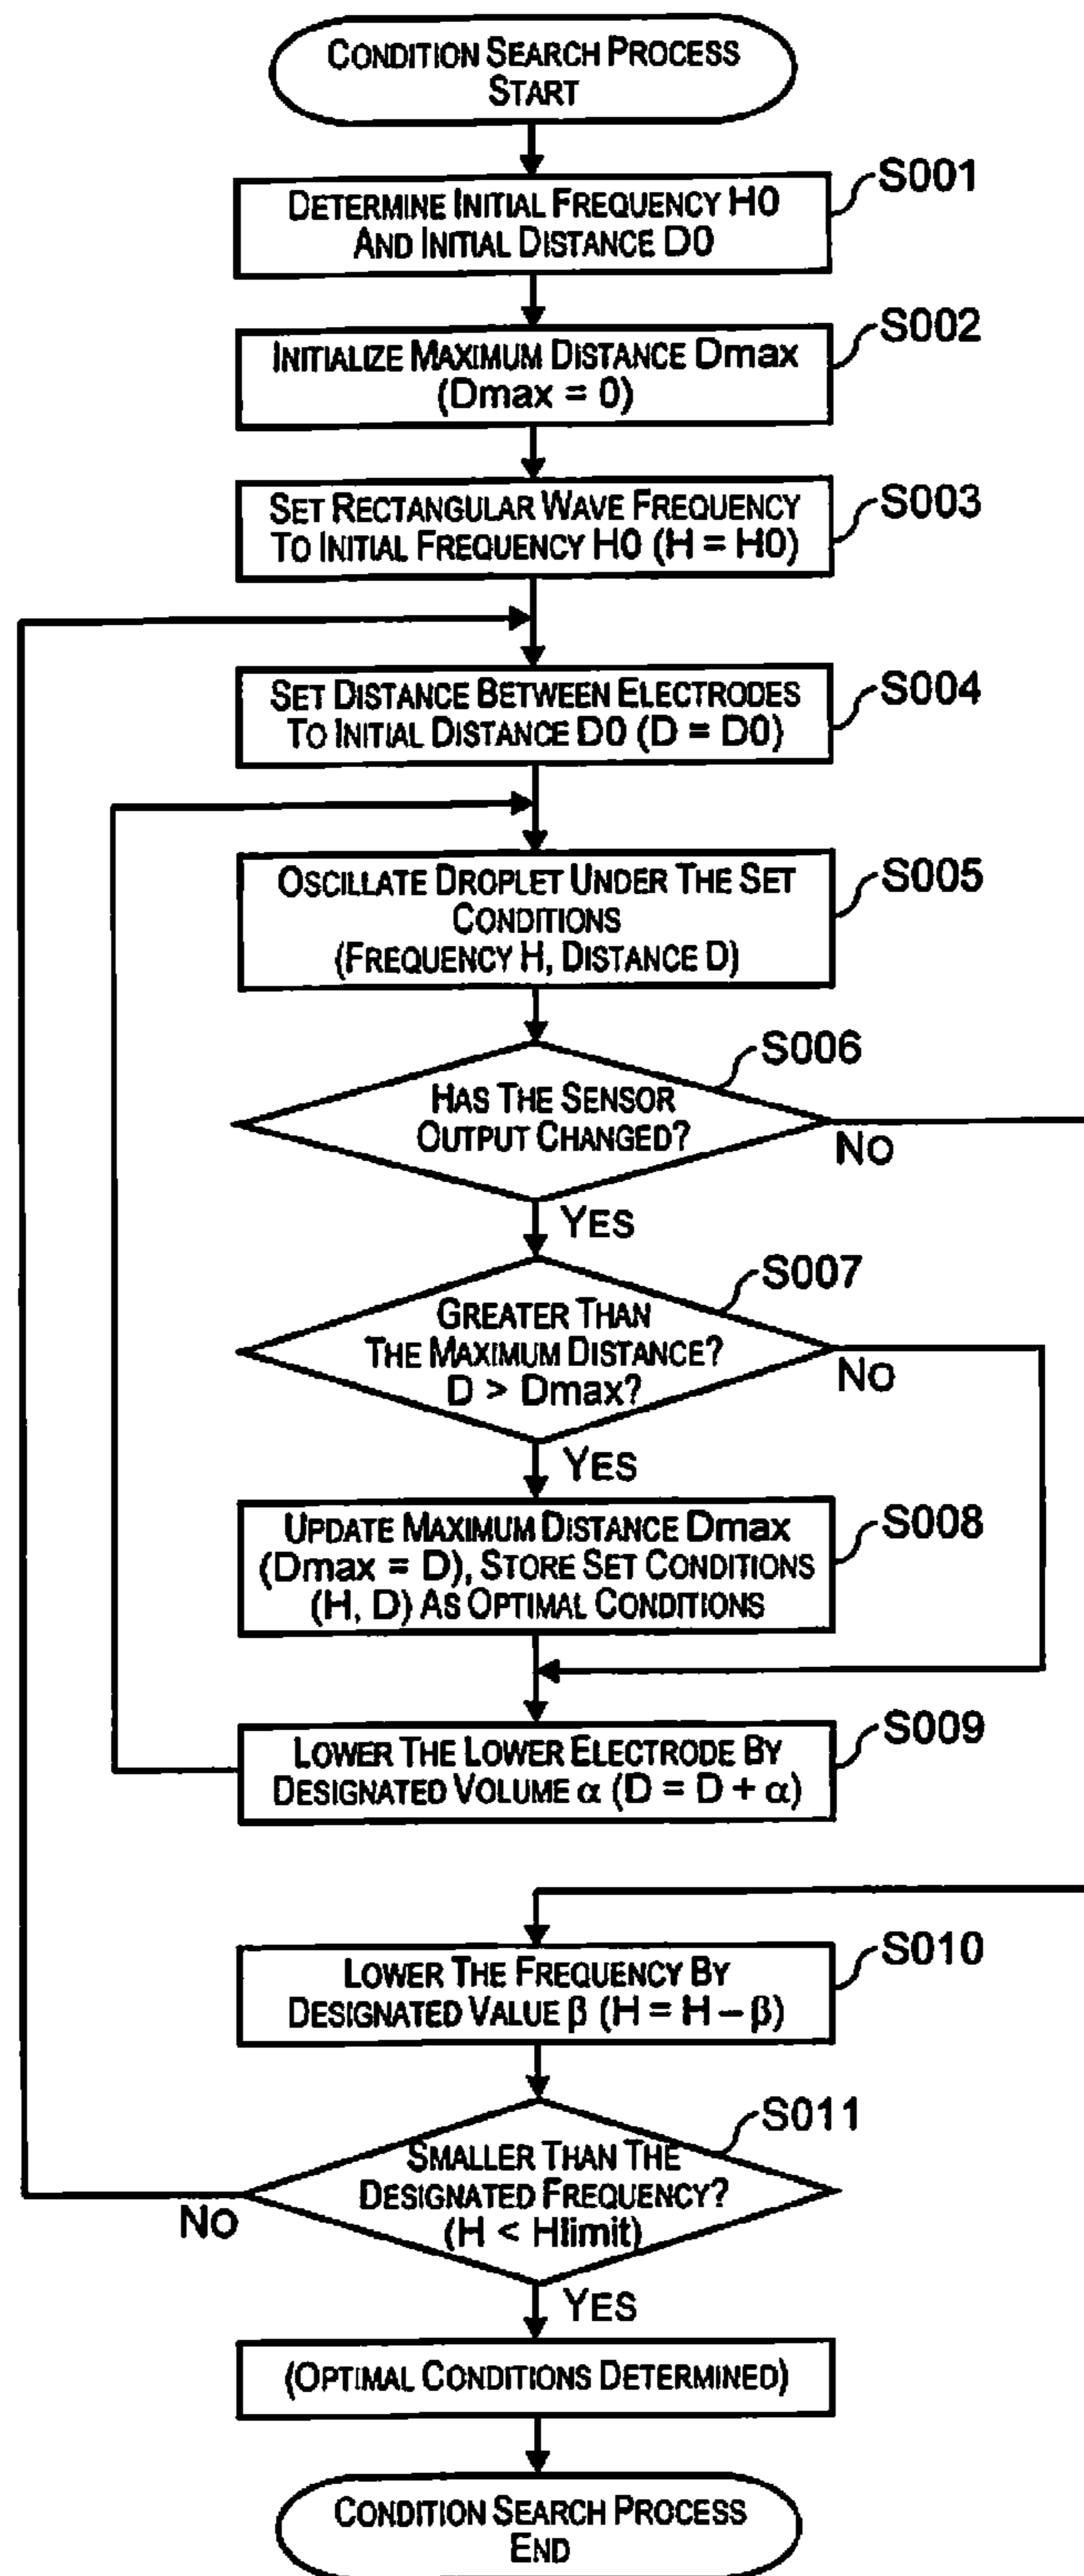 CONDITION SEARCH PROCESS
START
S001
DETERMINE INITIAL FREQUENCY H0
AND INITIAL DISTANCE D0
S002
INITIALIZE MAXIMUM DISTANCE Dmax
(Dmax = 0)
S003
SET RECTANGULAR WAVE FREQUENCY
TO INITIAL FREQUENCY H0 (H = H0)
S004
SET DISTANCE BETWEEN ELECTRODES
TO INITIAL DISTANCE D0 (D = D0)
S005
OSCILLATE DROPLET UNDER THE SET
CONDITIONS
(FREQUENCY H, DISTANCE D)
S006
HAS THE SENSOR
OUTPUT CHANGED?
NO
YES
S007
GREATER THAN
THE MAXIMUM DISTANCE?
D > Dmax?
NO
YES
S008
UPDATE MAXIMUM DISTANCE Dmax
(Dmax = D), STORE SET CONDITIONS
(H, D) AS OPTIMAL CONDITIONS
S009
LOWER THE LOWER ELECTRODE BY
DESIGNATED VOLUME α (D = D + α)
S010
LOWER THE FREQUENCY BY
DESIGNATED VALUE β (H = H – β)
S011
SMALLER THAN THE
DESIGNATED FREQUENCY?
(H < Hlimit)
NO
YES
(OPTIMAL CONDITIONS DETERMINED)
CONDITION SEARCH PROCESS
END